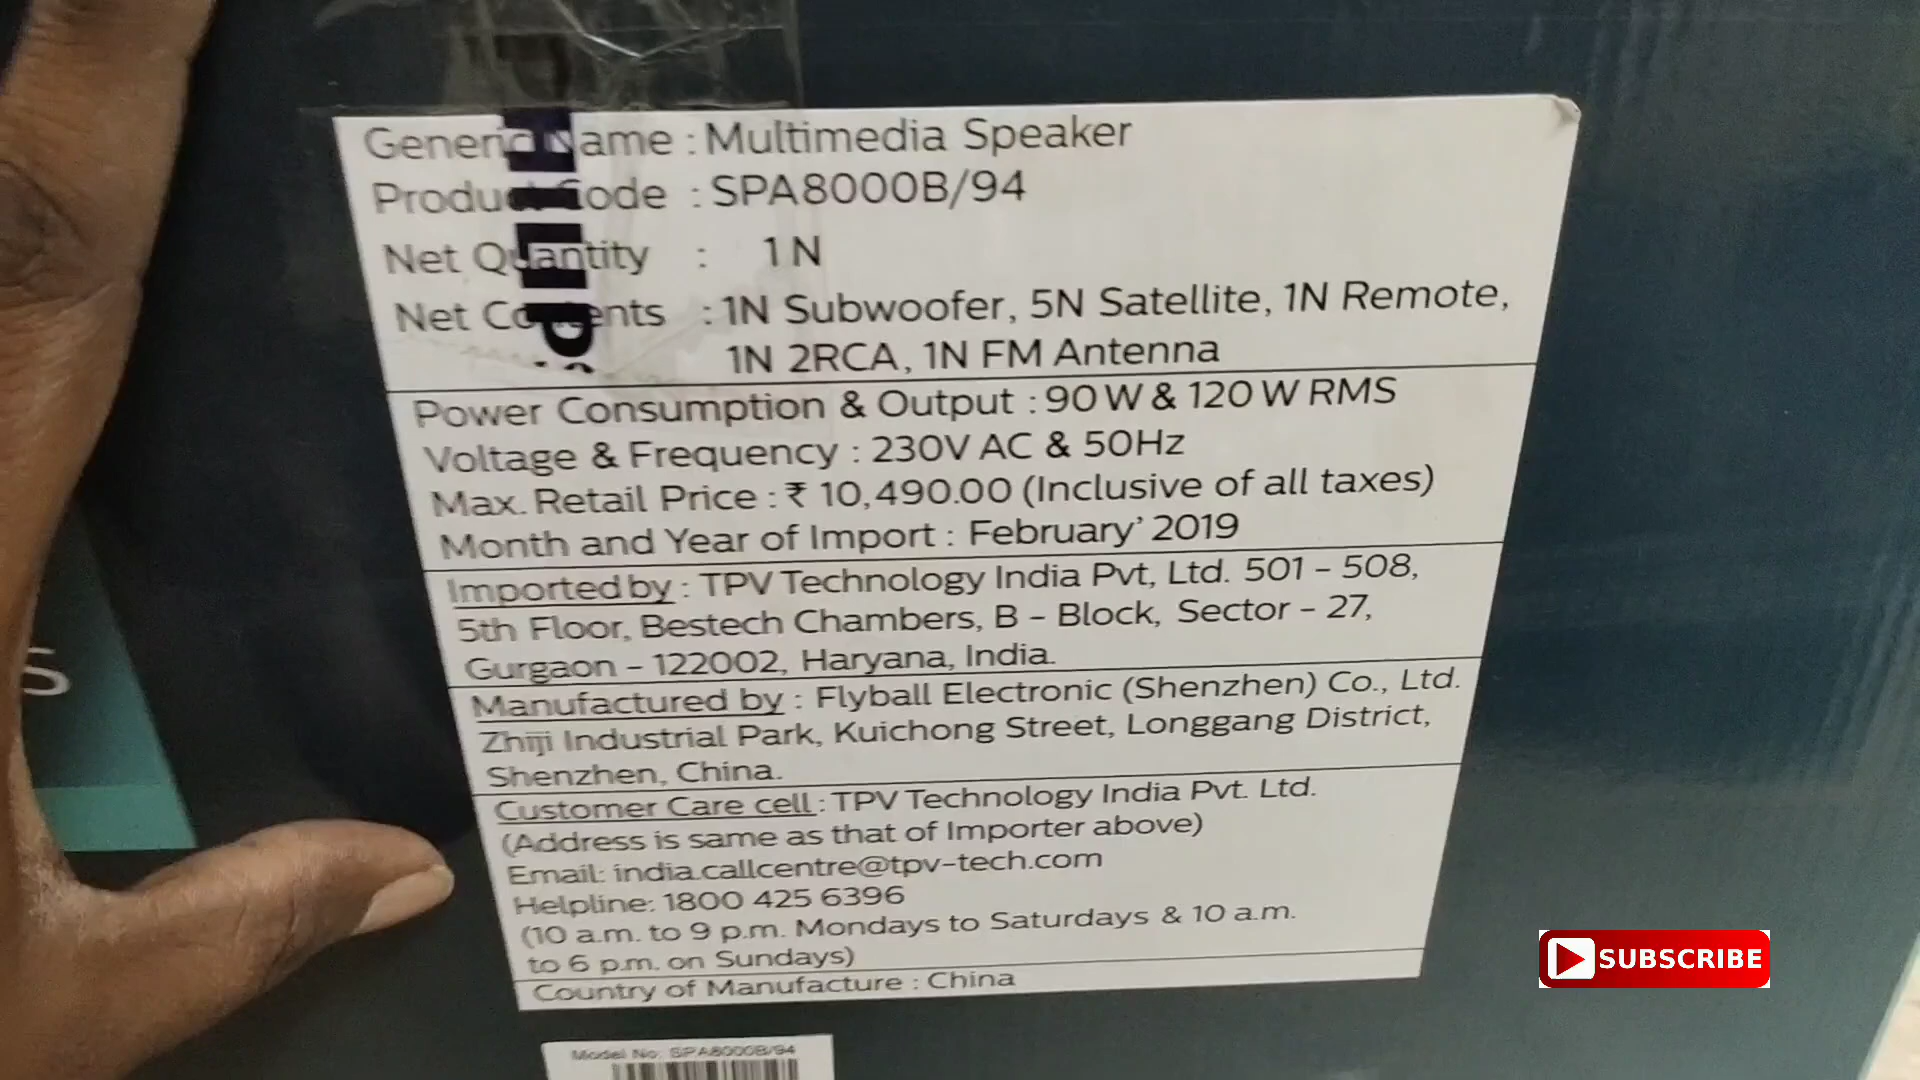 Generic Name : Multimedia Speaker
Product Code : SPA8000B/94
Net Quantity : 1 N
Net Contents : 1N Subwoofer, 5N Satellite, 1N Remote,
1N 2RCA, 1N FM Antenna
Power Consumption & Output : 90 W & 120 W RMS
Voltage & Frequency : 230V AC & 50Hz
Max. Retail Price : ₹ 10,490.00 (Inclusive of all taxes)
Month and Year of Import : February' 2019
Imported by : TPV Technology India Pvt, Ltd. 501 - 508,
5th Floor, Bestech Chambers, B - Block, Sector - 27,
Gurgaon - 122002, Haryana, India.
Manufactured by : Flyball Electronic (Shenzhen) Co., Ltd.
Zhiji Industrial Park, Kuichong Street, Longgang District,
Shenzhen, China.
Customer Care cell : TPV Technology India Pvt. Ltd.
(Address is same as that of Importer above)
Email: india.callcentre@tpv-tech.com
Helpline: 1800 425 6396
(10 a.m. to 9 p.m. Mondays to Saturdays & 10 a.m.
to 6 p.m. on Sundays)
Country of Manufacture : China
Model No: SPA8000B/94
SUBSCRIBE